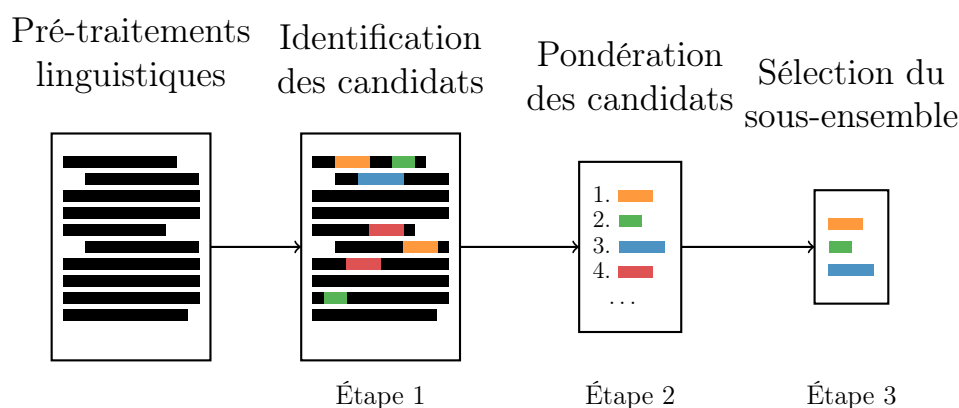 Pré-traitements
linguistiques
Identification
des candidats
Pondération
des candidats
Sélection du
sous-ensemble
1.
2.
3.
4.
...
Étape 1
Étape 2
Étape 3